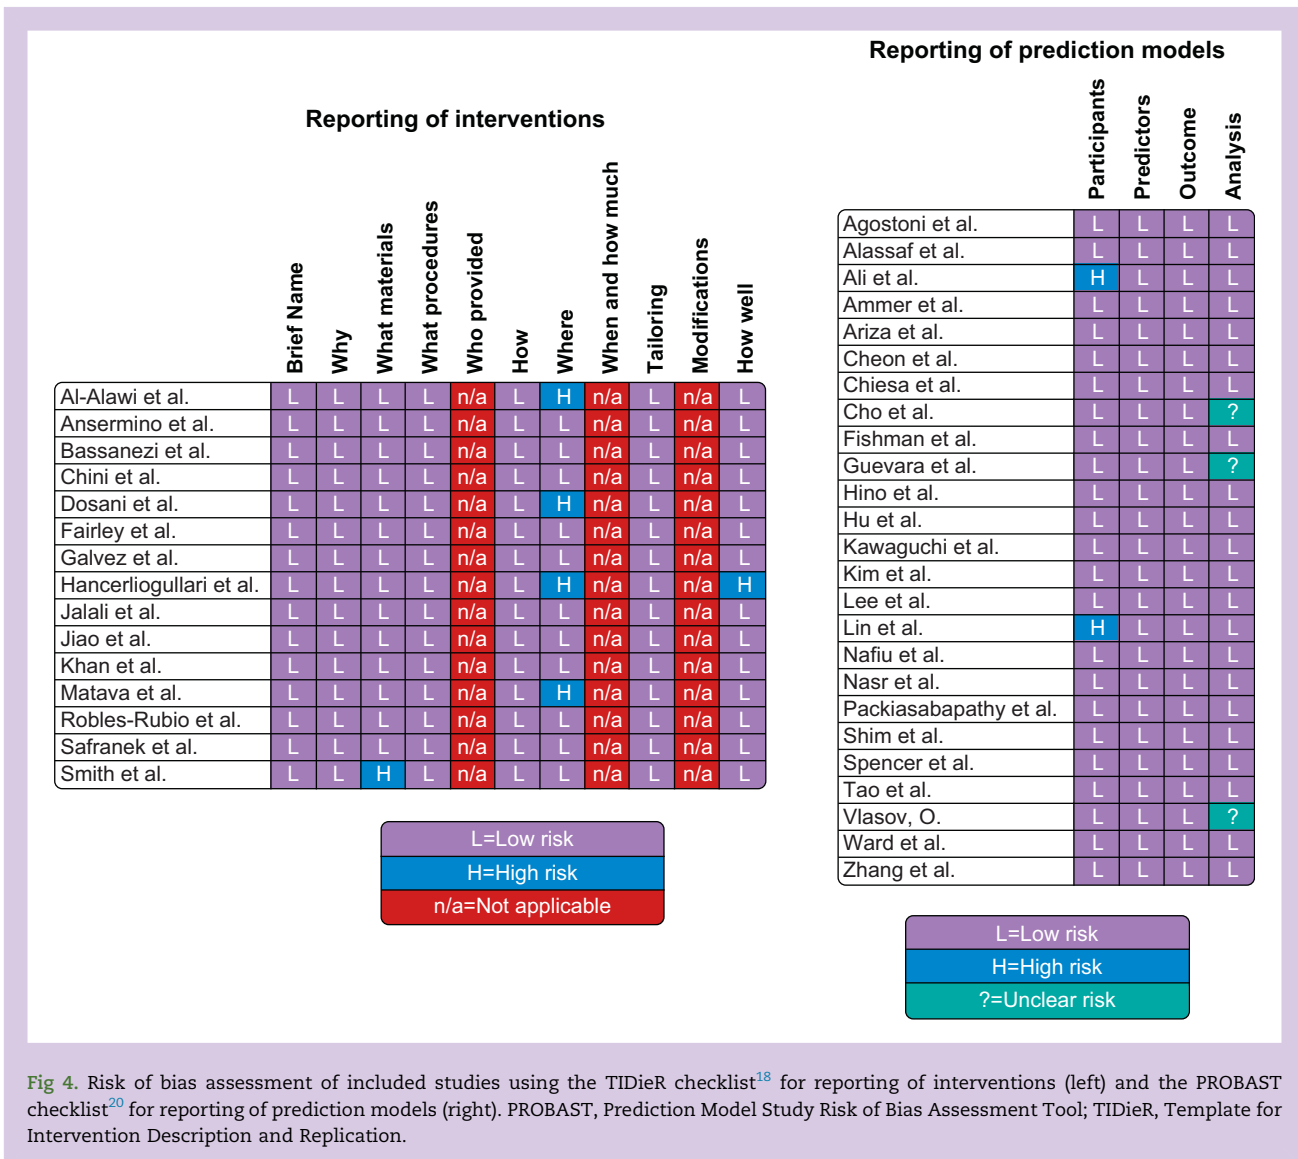 Reporting of interventions
Brief Name Why What materials What procedures Who provided How Where When and how much Tailoring Modifications How well
Al-Alawi et al. L L L L n/a L H n/a L n/a L
Ansermino et al. L L L L n/a L L n/a L n/a L
Bassanezi et al. L L L L n/a L L n/a L n/a L
Chini et al. L L L L n/a L L n/a L n/a L
Dosani et al. L L L L n/a L H n/a L n/a L
Fairley et al. L L L L n/a L L n/a L n/a L
Galvez et al. L L L L n/a L L n/a L n/a L
Hancerliogullari et al. L L L L n/a L H n/a L n/a H
Jalali et al. L L L L n/a L L n/a L n/a L
Jiao et al. L L L L n/a L L n/a L n/a L
Khan et al. L L L L n/a L L n/a L n/a L
Matava et al. L L L L n/a L H n/a L n/a L
Robles-Rubio et al. L L L L n/a L L n/a L n/a L
Safranek et al. L L L L n/a L L n/a L n/a L
Smith et al. L L H L n/a L L n/a L n/a L
L=Low risk
H=High risk
n/a=Not applicable
Reporting of prediction models
Participants Predictors Outcome Analysis
Agostoni et al. L L L L
Alassaf et al. L L L L
Ali et al. H L L L
Ammer et al. L L L L
Ariza et al. L L L L
Cheon et al. L L L L
Chiesa et al. L L L L
Cho et al. L L L ?
Fishman et al. L L L L
Guevara et al. L L L ?
Hino et al. L L L L
Hu et al. L L L L
Kawaguchi et al. L L L L
Kim et al. L L L L
Lee et al. L L L L
Lin et al. H L L L
Nafiu et al. L L L L
Nasr et al. L L L L
Packiasabapathy et al. L L L L
Shim et al. L L L L
Spencer et al. L L L L
Tao et al. L L L L
Vlasov, O. L L L ?
Ward et al. L L L L
Zhang et al. L L L L
L=Low risk
H=High risk
?=Unclear risk
Fig 4. Risk of bias assessment of included studies using the TIDieR checklist18 for reporting of interventions (left) and the PROBAST
checklist20 for reporting of prediction models (right). PROBAST, Prediction Model Study Risk of Bias Assessment Tool; TIDieR, Template for
Intervention Description and Replication.